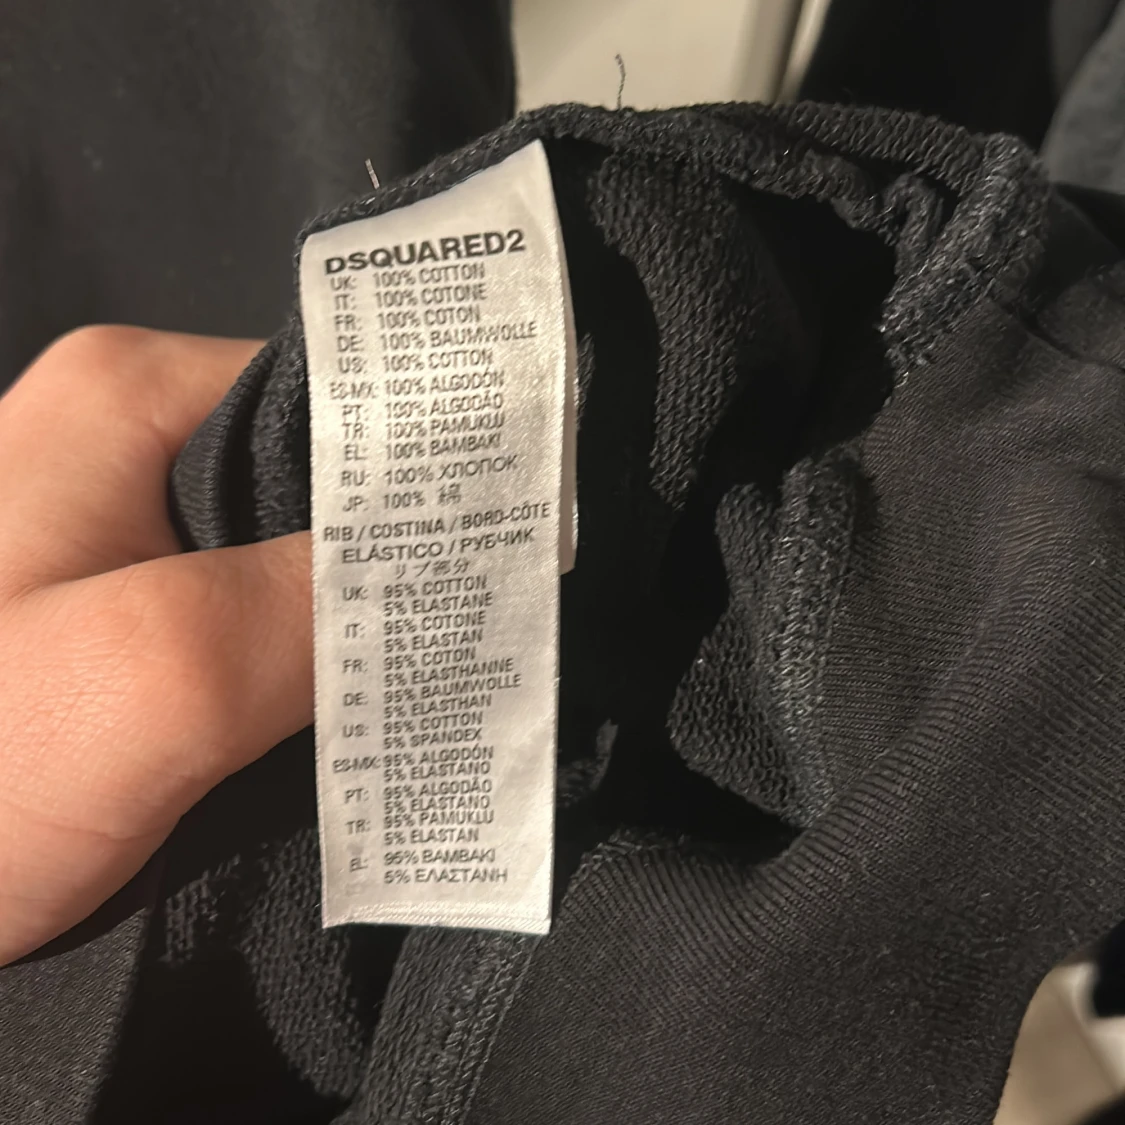 DSQUARED2
UK: 100% COTTON
IT: 100% COTONE
FR: 100% COTON
DE: 100% BAUMWOLLE
US: 100% COTTON
ES-MX: 100% ALGODÓN
PT: 100% ALGODÃO
TR: 100% PAMUKLU
EL: 100% BAMBAKI
RU: 100% ХЛОПОК
JP: 100% 綿
RIB / COSTINA / BORD-CÔTE
ELÁSTICO / РУБЧИК
リブ部分
UK: 95% COTTON
5% ELASTANE
IT: 95% COTONE
5% ELASTAN
FR: 95% COTON
5% ELASTHANNE
DE: 95% BAUMWOLLE
5% ELASTHAN
US: 95% COTTON
5% SPANDEX
ES-MX: 95% ALGODÓN
5% ELASTANO
PT: 95% ALGODÃO
5% ELASTANO
TR: 95% PAMUKLU
5% ELASTAN
EL: 95% BAMBAKI
5% ΕΛΑΣΤΑΝΗ